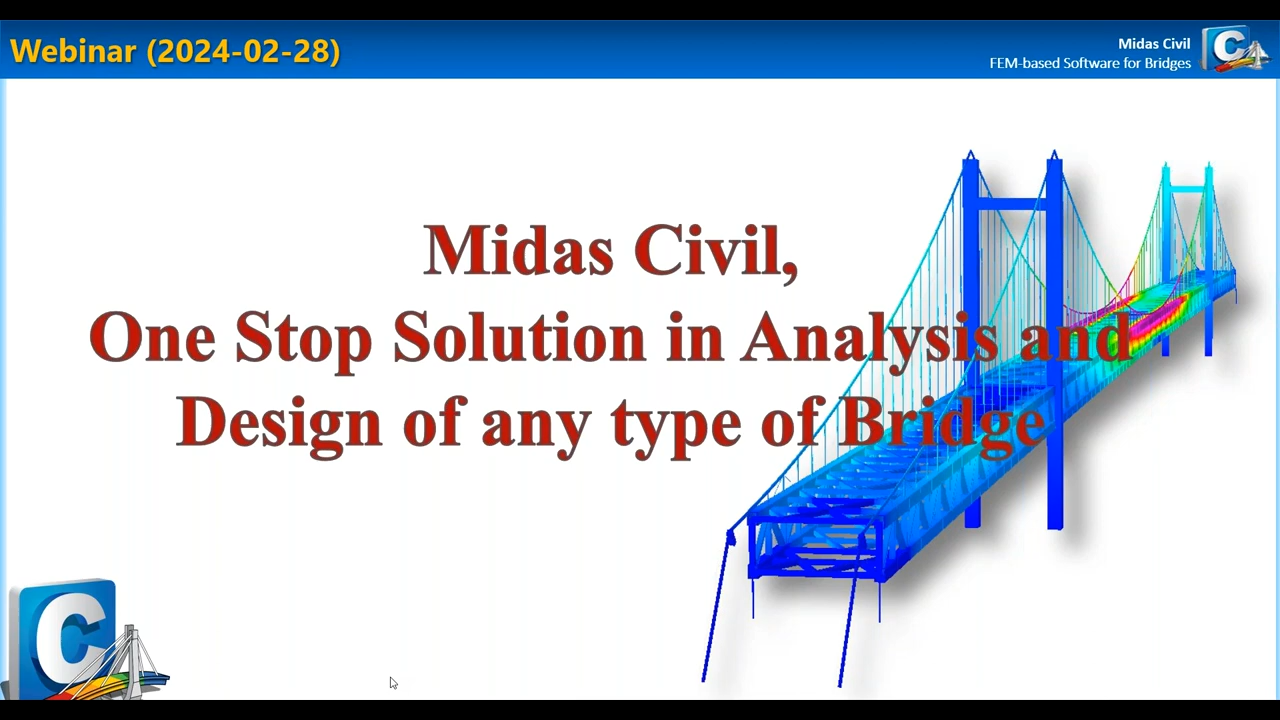 Webinar (2024-02-28)
Midas Civil
FEM-based Software for Bridges
C
Midas Civil,
One Stop Solution in Analysis and
Design of any type of Bridge
C